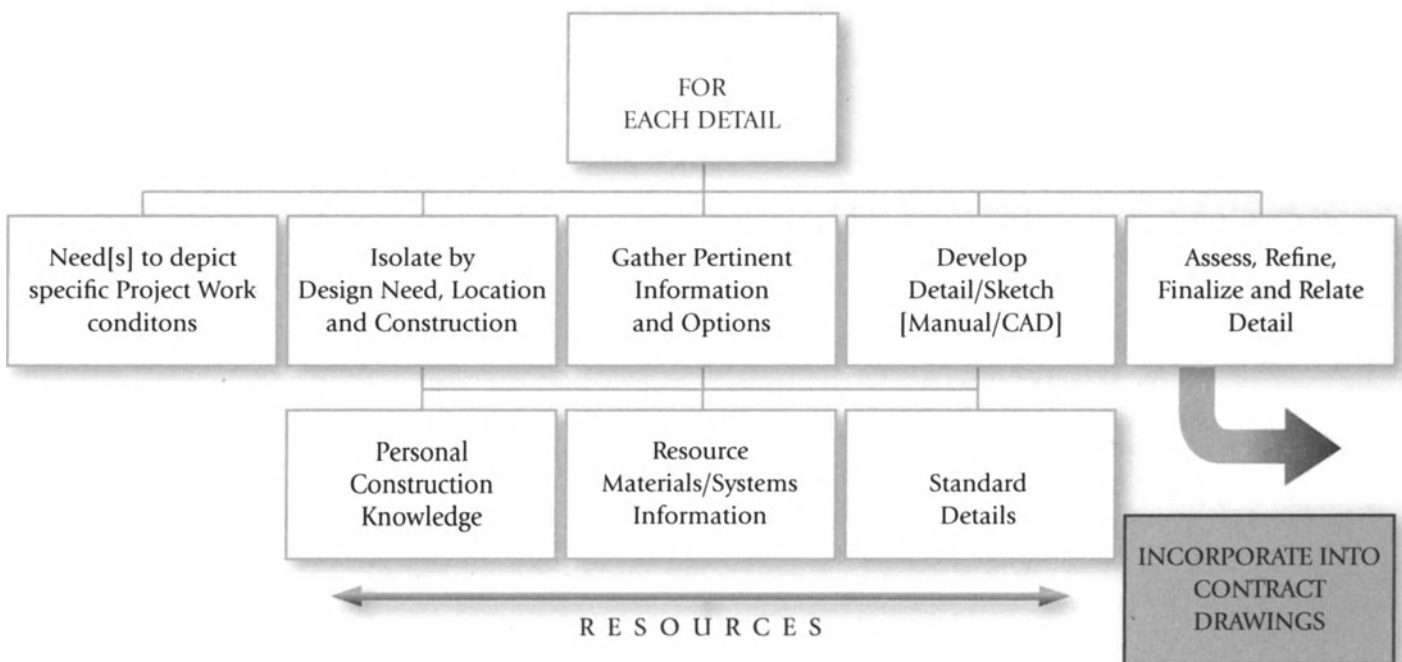 FOR
EACH DETAIL
Need[s] to depict
specific Project Work
conditons
Isolate by
Design Need, Location
and Construction
Gather Pertinent
Information
and Options
Develop
Detail/Sketch
[Manual/CAD]
Assess, Refine,
Finalize and Relate
Detail
Personal
Construction
Knowledge
Resource
Materials/Systems
Information
Standard
Details
RESOURCES
INCORPORATE INTO
CONTRACT
DRAWINGS